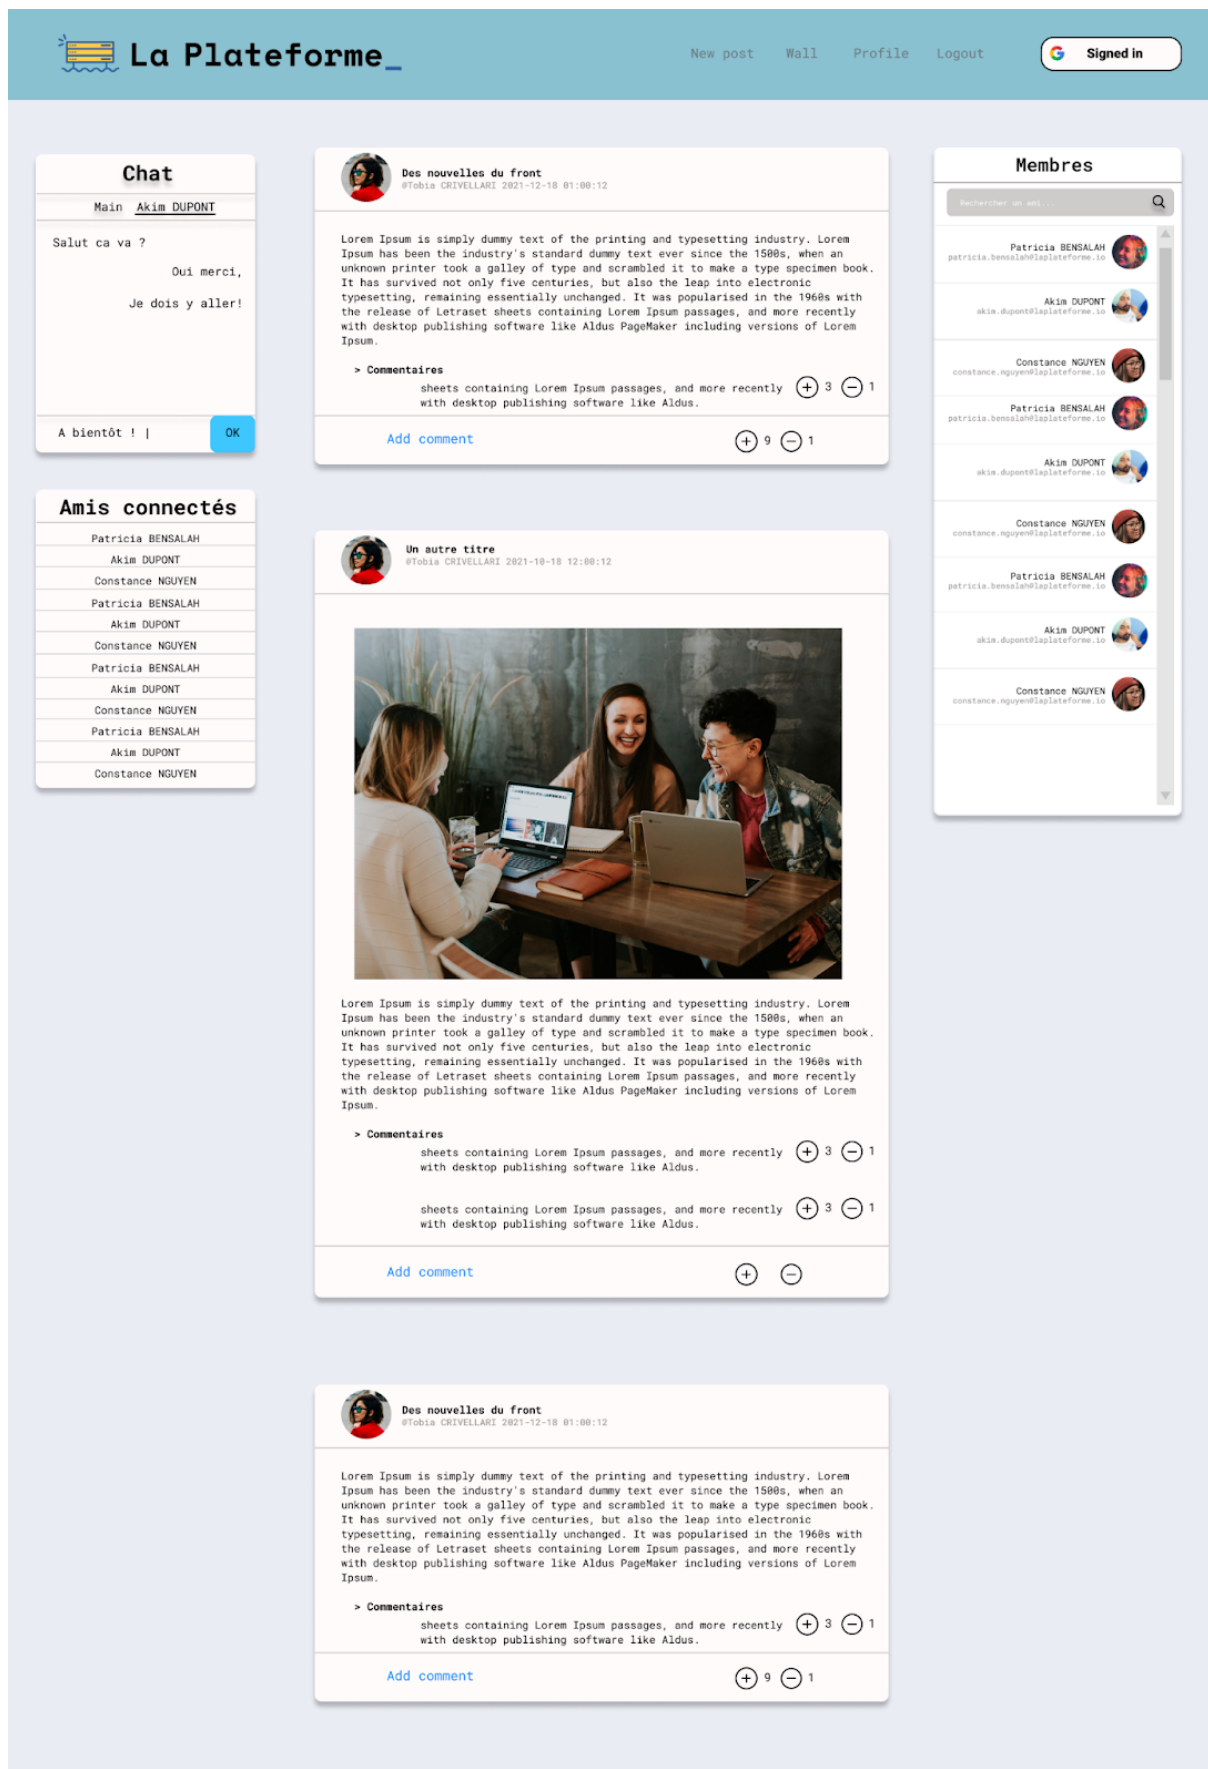 La Plateforme_
New post Wall Profile Logout
Signed in
Chat
Main Akim DUPONT
Salut ca va ?
Oui merci,
Je dois y aller!
A bientôt ! |
OK
Amis connectés
Patricia BENSALAH
Akim DUPONT
Constance NGUYEN
Patricia BENSALAH
Akim DUPONT
Constance NGUYEN
Patricia BENSALAH
Akim DUPONT
Constance NGUYEN
Patricia BENSALAH
Akim DUPONT
Constance NGUYEN
Des nouvelles du front
@Tobia CRIVELLARI 2021-12-18 01:00:12
Lorem Ipsum is simply dummy text of the printing and typesetting industry. Lorem
Ipsum has been the industry's standard dummy text ever since the 1500s, when an
unknown printer took a galley of type and scrambled it to make a type specimen book.
It has survived not only five centuries, but also the leap into electronic
typesetting, remaining essentially unchanged. It was popularised in the 1960s with
the release of Letraset sheets containing Lorem Ipsum passages, and more recently
with desktop publishing software like Aldus PageMaker including versions of Lorem
Ipsum.
> Commentaires
sheets containing Lorem Ipsum passages, and more recently + 3 − 1
with desktop publishing software like Aldus.
Add comment + 9 − 1
Un autre titre
@Tobia CRIVELLARI 2021-10-18 12:00:12
Lorem Ipsum is simply dummy text of the printing and typesetting industry. Lorem
Ipsum has been the industry's standard dummy text ever since the 1500s, when an
unknown printer took a galley of type and scrambled it to make a type specimen book.
It has survived not only five centuries, but also the leap into electronic
typesetting, remaining essentially unchanged. It was popularised in the 1960s with
the release of Letraset sheets containing Lorem Ipsum passages, and more recently
with desktop publishing software like Aldus PageMaker including versions of Lorem
Ipsum.
> Commentaires
sheets containing Lorem Ipsum passages, and more recently + 3 − 1
with desktop publishing software like Aldus.
sheets containing Lorem Ipsum passages, and more recently + 3 − 1
with desktop publishing software like Aldus.
Add comment + −
Des nouvelles du front
@Tobia CRIVELLARI 2021-12-18 01:00:12
Lorem Ipsum is simply dummy text of the printing and typesetting industry. Lorem
Ipsum has been the industry's standard dummy text ever since the 1500s, when an
unknown printer took a galley of type and scrambled it to make a type specimen book.
It has survived not only five centuries, but also the leap into electronic
typesetting, remaining essentially unchanged. It was popularised in the 1960s with
the release of Letraset sheets containing Lorem Ipsum passages, and more recently
with desktop publishing software like Aldus PageMaker including versions of Lorem
Ipsum.
> Commentaires
sheets containing Lorem Ipsum passages, and more recently + 3 − 1
with desktop publishing software like Aldus.
Add comment + 9 − 1
Membres
Rechercher un ami...
Patricia BENSALAH
patricia.bensalah@laplateforme.io
Akim DUPONT
akim.dupont@laplateforme.io
Constance NGUYEN
constance.nguyen@laplateforme.io
Patricia BENSALAH
patricia.bensalah@laplateforme.io
Akim DUPONT
akim.dupont@laplateforme.io
Constance NGUYEN
constance.nguyen@laplateforme.io
Patricia BENSALAH
patricia.bensalah@laplateforme.io
Akim DUPONT
akim.dupont@laplateforme.io
Constance NGUYEN
constance.nguyen@laplateforme.io